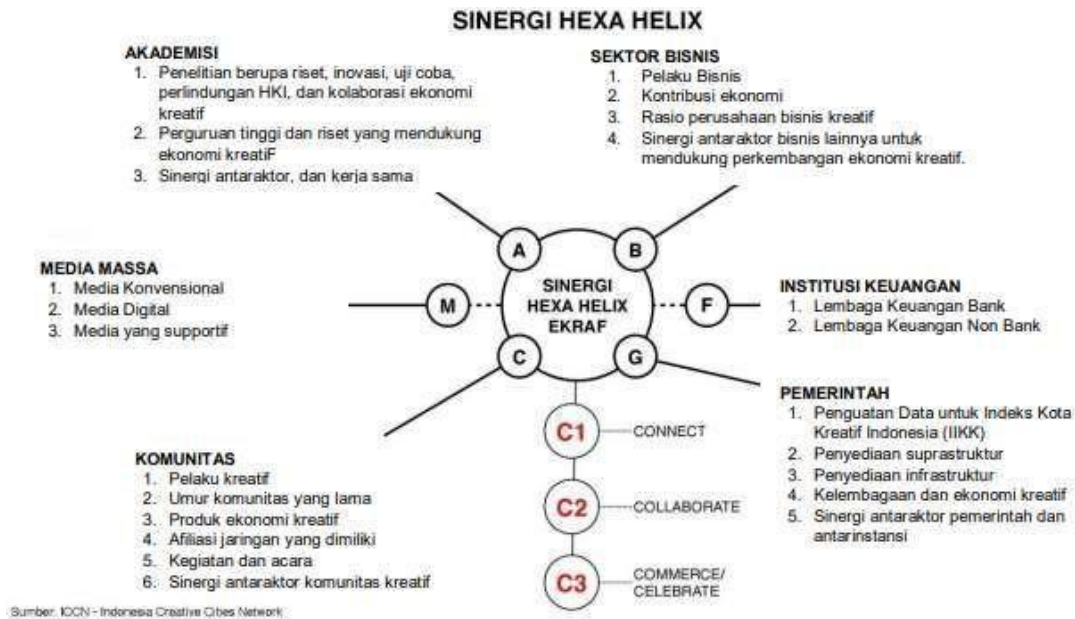 SINERGI HEXA HELIX
AKADEMISI
1. Penelitian berupa riset, inovasi, uji coba,
perlindungan HKI, dan kolaborasi ekonomi
kreatif
2. Perguruan tinggi dan riset yang mendukung
ekonomi kreatiF
3. Sinergi antaraktor, dan kerja sama
SEKTOR BISNIS
1. Pelaku Bisnis
2. Kontribusi ekonomi
3. Rasio perusahaan bisnis kreatif
4. Sinergi antaraktor bisnis lainnya untuk
mendukung perkembangan ekonomi kreatif.
MEDIA MASSA
1. Media Konvensional
2. Media Digital
3. Media yang supportif
A
B
M
SINERGI
HEXA HELIX
EKRAF
F
C
G
INSTITUSI KEUANGAN
1. Lembaga Keuangan Bank
2. Lembaga Keuangan Non Bank
PEMERINTAH
1. Penguatan Data untuk Indeks Kota
Kreatif Indonesia (IIKK)
2. Penyediaan suprastruktur
3. Penyediaan infrastruktur
4. Kelembagaan dan ekonomi kreatif
5. Sinergi antaraktor pemerintah dan
antarinstansi
KOMUNITAS
1. Pelaku kreatif
2. Umur komunitas yang lama
3. Produk ekonomi kreatif
4. Afiliasi jaringan yang dimiliki
5. Kegiatan dan acara
6. Sinergi antaraktor komunitas kreatif
C1 CONNECT
C2 COLLABORATE
C3 COMMERCE/
CELEBRATE
Sumber: ICCN - Indonesia Creative Cities Network